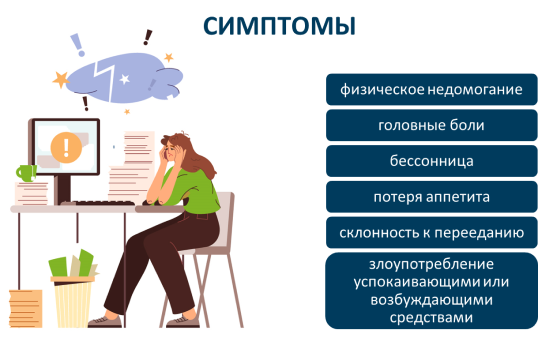 СИМПТОМЫ
физическое недомогание
головные боли
бессонница
потеря аппетита
склонность к перееданию
злоупотребление
успокаивающими или
возбуждающими
средствами